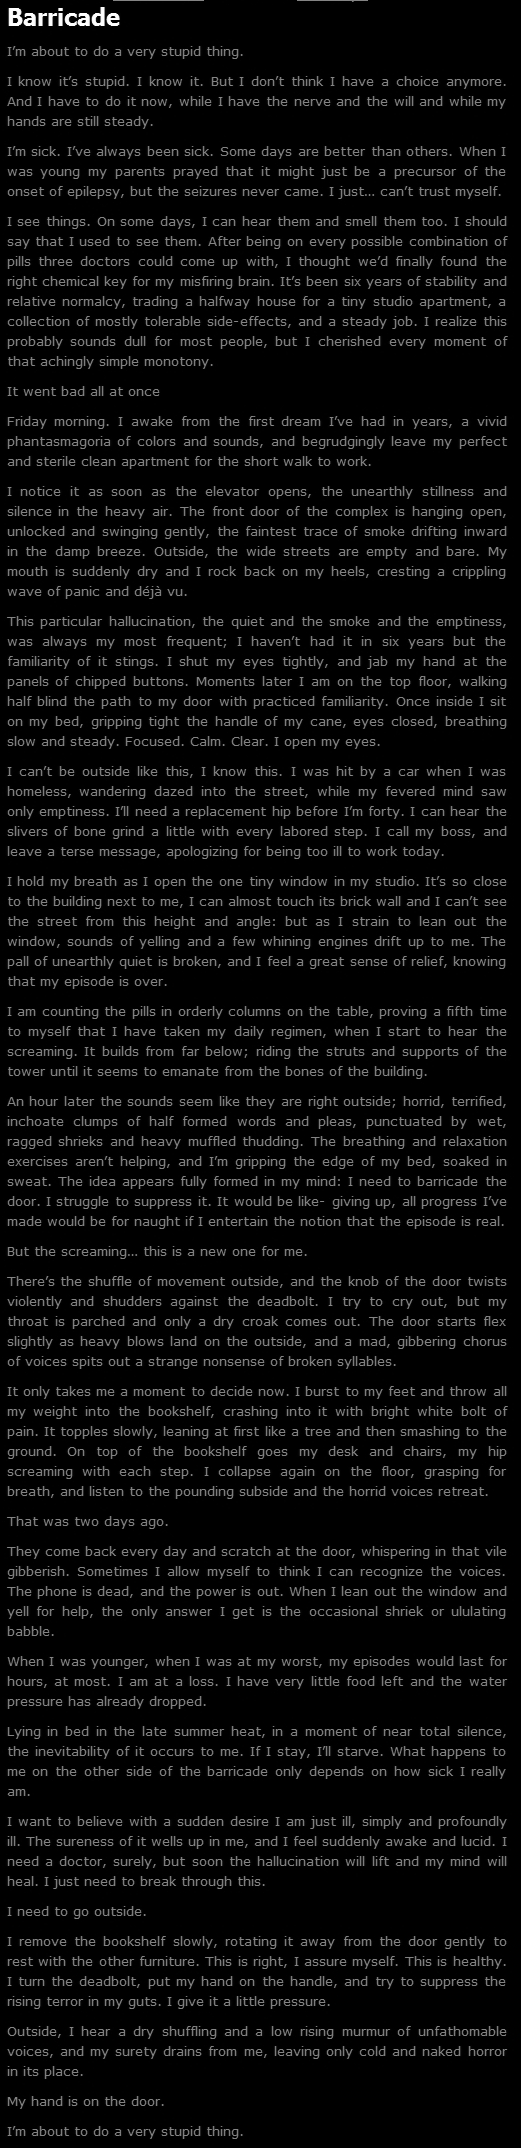 Barricade
I'm about to do a very stupid thing.
I know it's stupid. I know it. But I don't think I have a choice anymore.
And I have to do it now, while I have the nerve and the will and while my
hands are still steady.
I'm sick. I've always been sick. Some days are better than others. When I
was young my parents prayed that it might just be a precursor of the
onset of epilepsy, but the seizures never came. I just… can't trust myself.
I see things. On some days, I can hear them and smell them too. I should
say that I used to see them. After being on every possible combination of
pills three doctors could come up with, I thought we'd finally found the
right chemical key for my misfiring brain. It's been six years of stability and
relative normalcy, trading a halfway house for a tiny studio apartment, a
collection of mostly tolerable side-effects, and a steady job. I realize this
probably sounds dull for most people, but I cherished every moment of
that achingly simple monotony.
It went bad all at once
Friday morning. I awake from the first dream I've had in years, a vivid
phantasmagoria of colors and sounds, and begrudgingly leave my perfect
and sterile clean apartment for the short walk to work.
I notice it as soon as the elevator opens, the unearthly stillness and
silence in the heavy air. The front door of the complex is hanging open,
unlocked and swinging gently, the faintest trace of smoke drifting inward
in the damp breeze. Outside, the wide streets are empty and bare. My
mouth is suddenly dry and I rock back on my heels, cresting a crippling
wave of panic and déjà vu.
This particular hallucination, the quiet and the smoke and the emptiness,
was always my most frequent; I haven't had it in six years but the
familiarity of it stings. I shut my eyes tightly, and jab my hand at the
panels of chipped buttons. Moments later I am on the top floor, walking
half blind the path to my door with practiced familiarity. Once inside I sit
on my bed, gripping tight the handle of my cane, eyes closed, breathing
slow and steady. Focused. Calm. Clear. I open my eyes.
I can't be outside like this, I know this. I was hit by a car when I was
homeless, wandering dazed into the street, while my fevered mind saw
only emptiness. I'll need a replacement hip before I'm forty. I can hear the
slivers of bone grind a little with every labored step. I call my boss, and
leave a terse message, apologizing for being too ill to work today.
I hold my breath as I open the one tiny window in my studio. It's so close
to the building next to me, I can almost touch its brick wall and I can't see
the street from this height and angle: but as I strain to lean out the
window, sounds of yelling and a few whining engines drift up to me. The
pall of unearthly quiet is broken, and I feel a great sense of relief, knowing
that my episode is over.
I am counting the pills in orderly columns on the table, proving a fifth time
to myself that I have taken my daily regimen, when I start to hear the
screaming. It builds from far below; riding the struts and supports of the
tower until it seems to emanate from the bones of the building.
An hour later the sounds seem like they are right outside; horrid, terrified,
inchoate clumps of half formed words and pleas, punctuated by wet,
ragged shrieks and heavy muffled thudding. The breathing and relaxation
exercises aren't helping, and I'm gripping the edge of my bed, soaked in
sweat. The idea appears fully formed in my mind: I need to barricade the
door. I struggle to suppress it. It would be like- giving up, all progress I've
made would be for naught if I entertain the notion that the episode is real.
But the screaming… this is a new one for me.
There's the shuffle of movement outside, and the knob of the door twists
violently and shudders against the deadbolt. I try to cry out, but my
throat is parched and only a dry croak comes out. The door starts flex
slightly as heavy blows land on the outside, and a mad, gibbering chorus
of voices spits out a strange nonsense of broken syllables.
It only takes me a moment to decide now. I burst to my feet and throw all
my weight into the bookshelf, crashing into it with bright white bolt of
pain. It topples slowly, leaning at first like a tree and then smashing to the
ground. On top of the bookshelf goes my desk and chairs, my hip
screaming with each step. I collapse again on the floor, grasping for
breath, and listen to the pounding subside and the horrid voices retreat.
That was two days ago.
They come back every day and scratch at the door, whispering in that vile
gibberish. Sometimes I allow myself to think I can recognize the voices.
The phone is dead, and the power is out. When I lean out the window and
yell for help, the only answer I get is the occasional shriek or ululating
babble.
When I was younger, when I was at my worst, my episodes would last for
hours, at most. I am at a loss. I have very little food left and the water
pressure has already dropped.
Lying in bed in the late summer heat, in a moment of near total silence,
the inevitability of it occurs to me. If I stay, I'll starve. What happens to
me on the other side of the barricade only depends on how sick I really
am.
I want to believe with a sudden desire I am just ill, simply and profoundly
ill. The sureness of it wells up in me, and I feel suddenly awake and lucid. I
need a doctor, surely, but soon the hallucination will lift and my mind will
heal. I just need to break through this.
I need to go outside.
I remove the bookshelf slowly, rotating it away from the door gently to
rest with the other furniture. This is right, I assure myself. This is healthy.
I turn the deadbolt, put my hand on the handle, and try to suppress the
rising terror in my guts. I give it a little pressure.
Outside, I hear a dry shuffling and a low rising murmur of unfathomable
voices, and my surety drains from me, leaving only cold and naked horror
in its place.
My hand is on the door.
I'm about to do a very stupid thing.